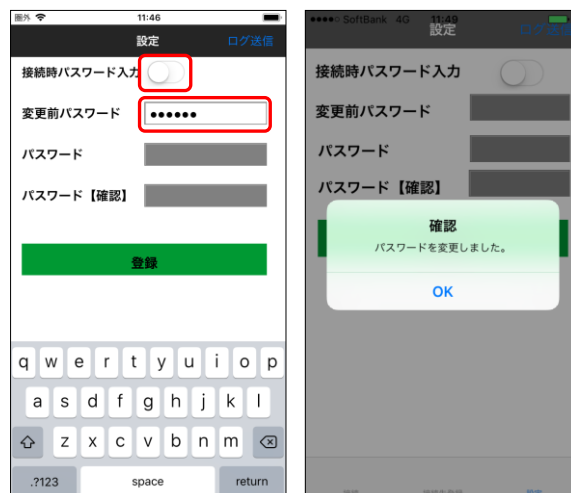 圏外 11:46
設定 ログ送信
接続時パスワード入力
変更前パスワード ●●●●●●
パスワード
パスワード【確認】
登録
q w e r t y u i o p
a s d f g h j k l
z x c v b n m
.?123 space return
SoftBank 4G 11:49
設定
接続時パスワード入力
変更前パスワード
パスワード
パスワード【確認】
確認
パスワードを変更しました。
OK
設定